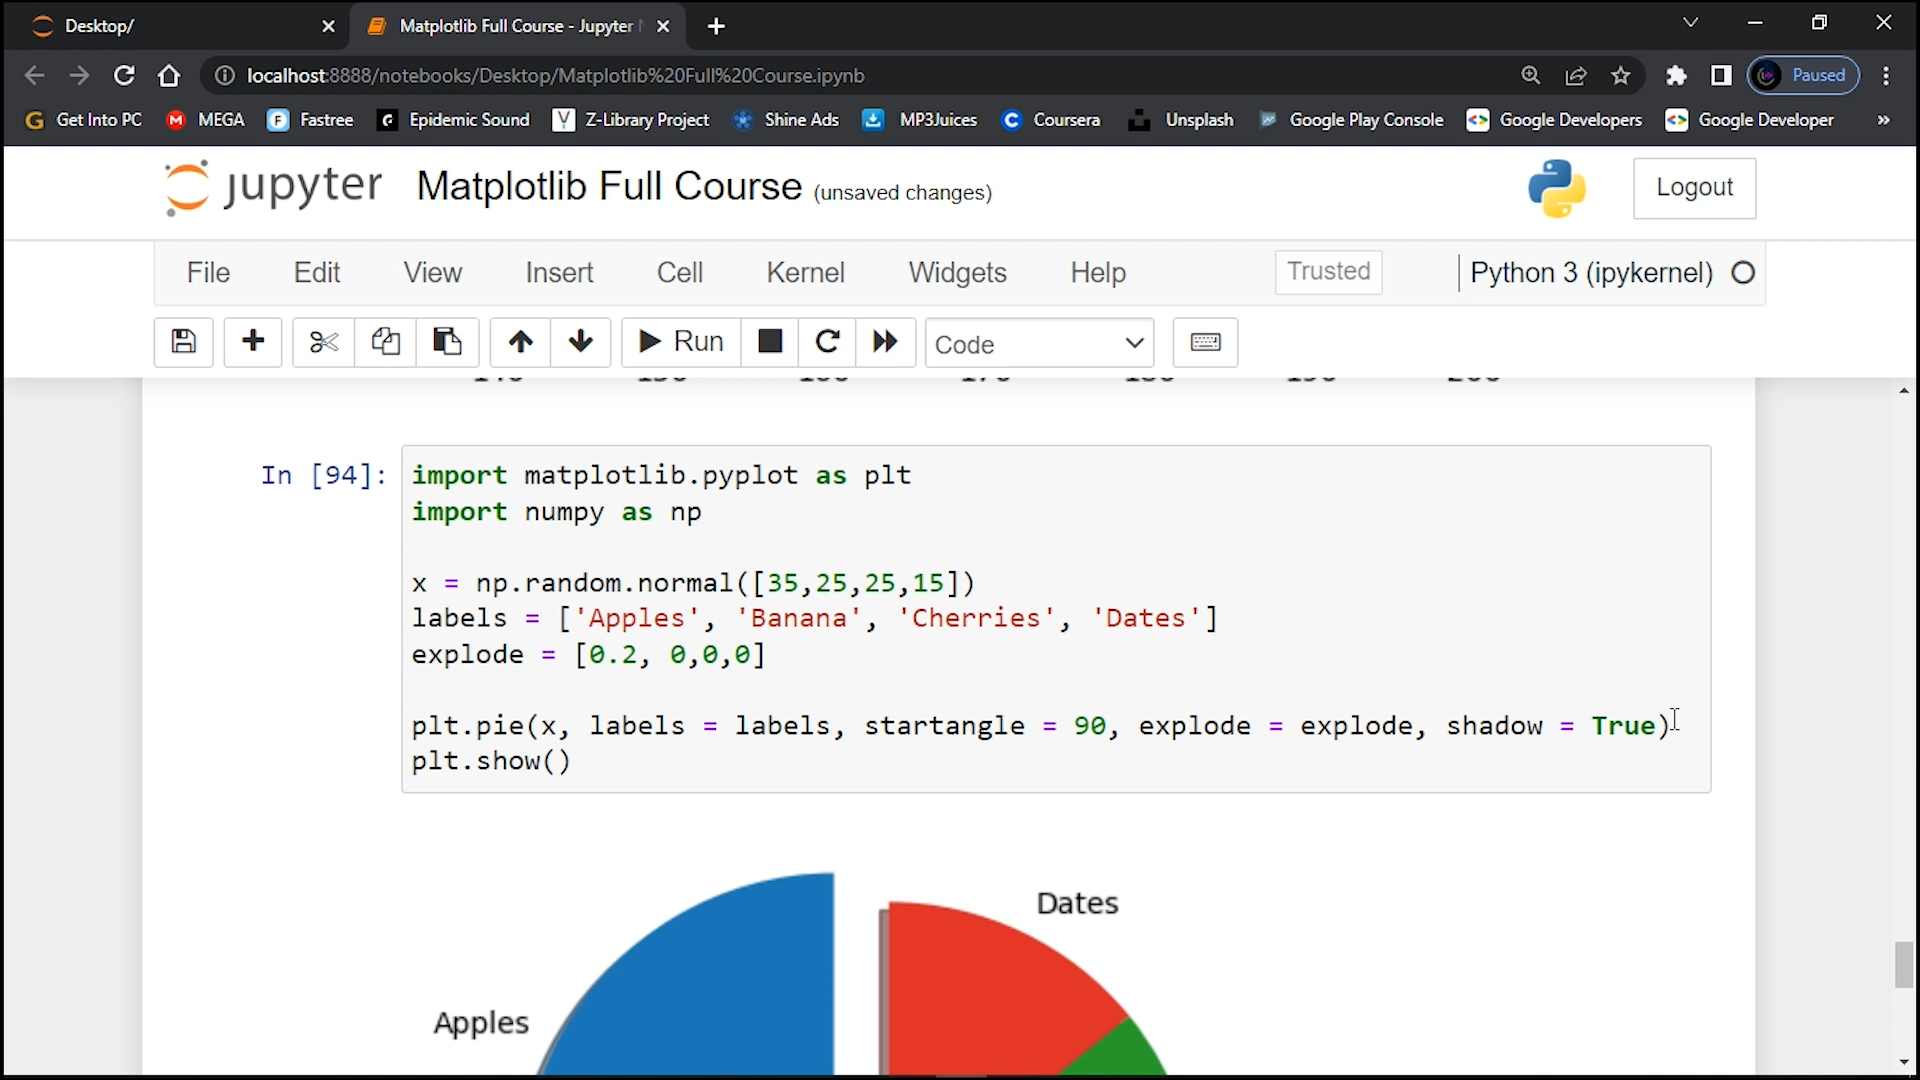 Desktop/
Matplotlib Full Course - Jupyter
localhost:8888/notebooks/Desktop/Matplotlib%20Full%20Course.ipynb
Paused
Get Into PC
MEGA
Fastree
Epidemic Sound
Z-Library Project
Shine Ads
MP3Juices
Coursera
Unsplash
Google Play Console
Google Developers
Google Developer
»
jupyter Matplotlib Full Course (unsaved changes)
Logout
File Edit View Insert Cell Kernel Widgets Help
Trusted
Python 3 (ipykernel)
Run
Code
In [94]:
import matplotlib.pyplot as plt
import numpy as np
x = np.random.normal([35,25,25,15])
labels = ['Apples', 'Banana', 'Cherries', 'Dates']
explode = [0.2, 0,0,0]
plt.pie(x, labels = labels, startangle = 90, explode = explode, shadow = True)
plt.show()
Dates
Apples